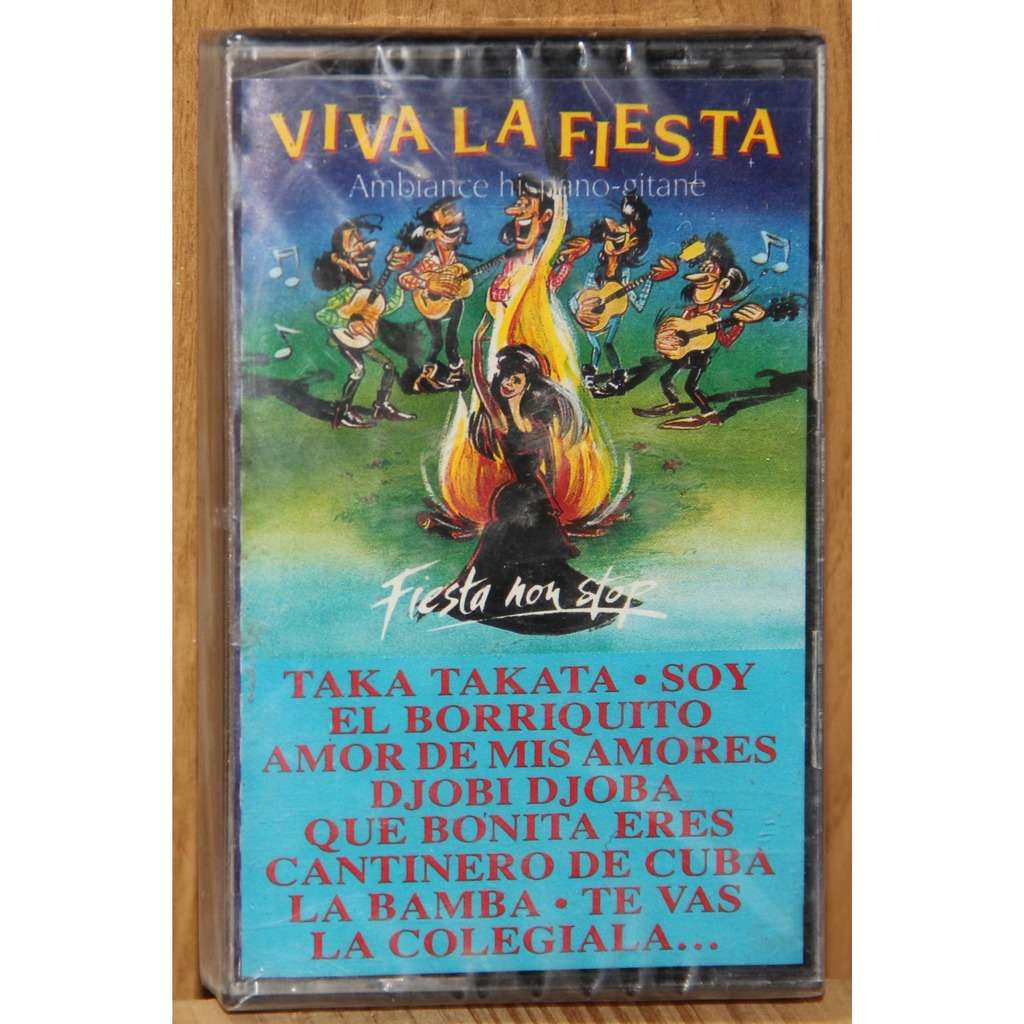 VIVA LA FIESTA
Ambiance hispano-gitane
Fiesta non stop
TAKA TAKATA • SOY
EL BORRIQUITO
AMOR DE MIS AMORES
DJOBI DJOBA
QUE BONITA ERES
CANTINERO DE CUBA
LA BAMBA • TE VAS
LA COLEGIALA...